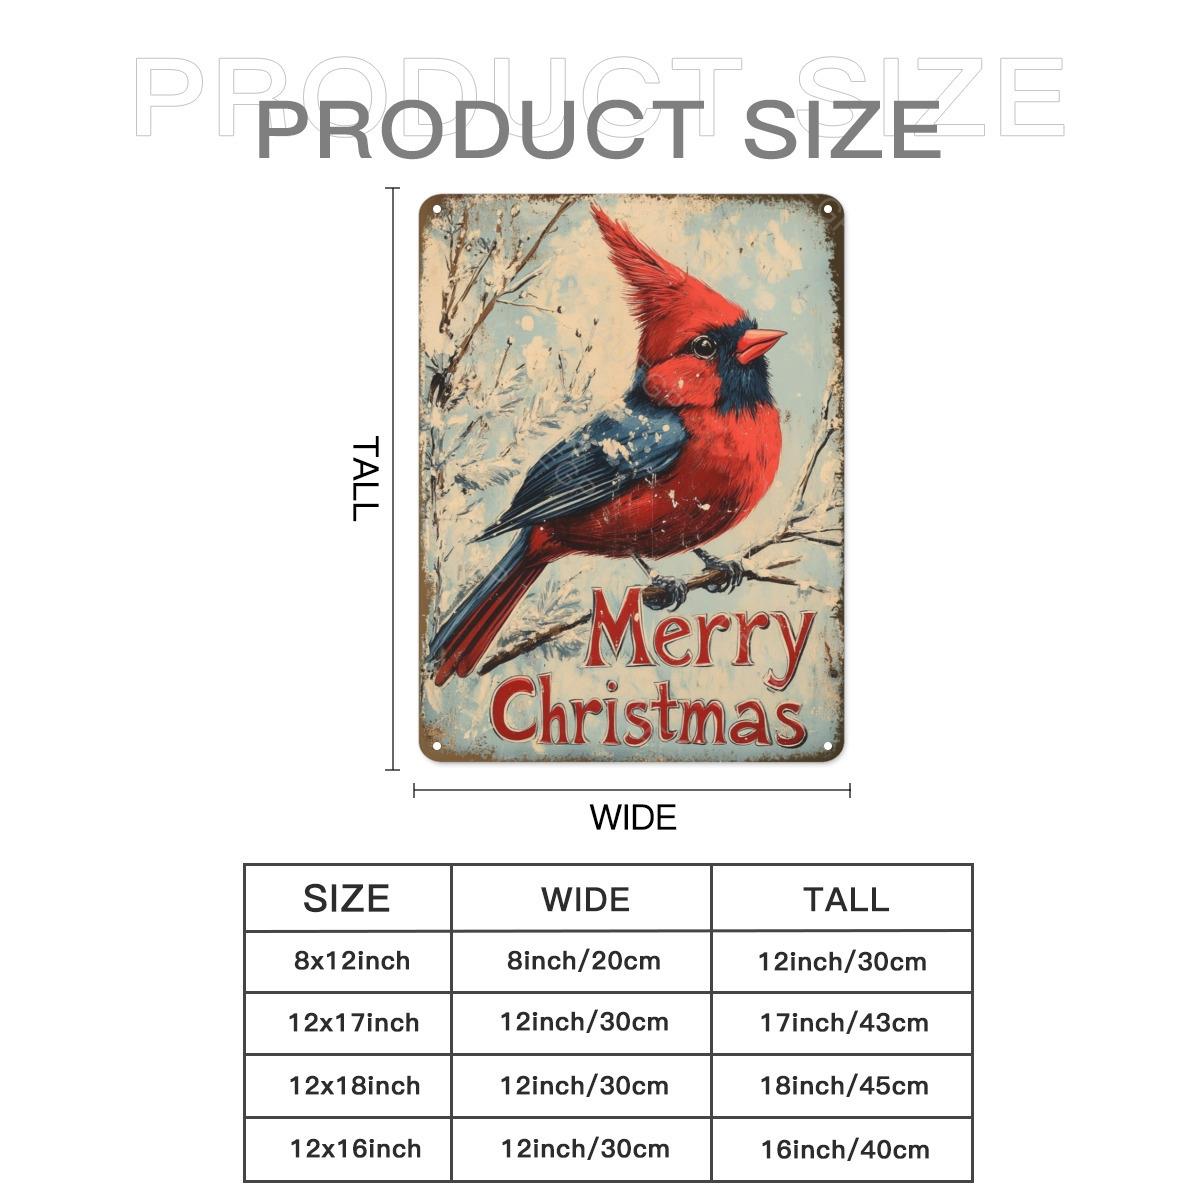 PRODUCT SIZE
PRODUCT SIZE
TALL
Merry
Christmas
WIDE
SIZE WIDE TALL
8x12inch 8inch/20cm 12inch/30cm
12x17inch 12inch/30cm 17inch/43cm
12x18inch 12inch/30cm 18inch/45cm
12x16inch 12inch/30cm 16inch/40cm